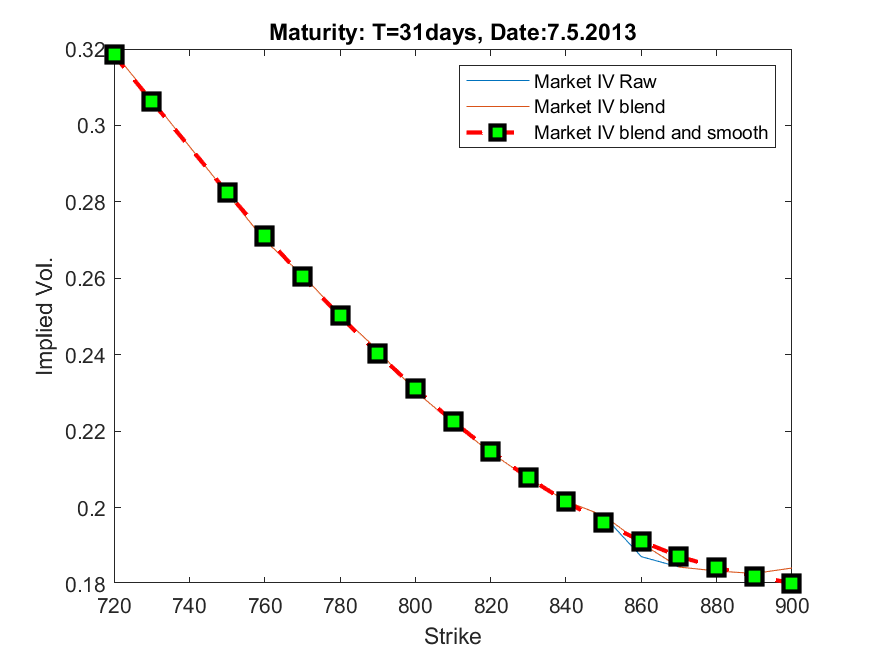 Maturity: T=31days, Date:7.5.2013
0.32
Market IV Raw
Market IV blend
Market IV blend and smooth
0.3
0.28
0.26
0.24
0.22
0.2
0.18
Implied Vol.
720 740 760 780 800 820 840 860 880 900
Strike